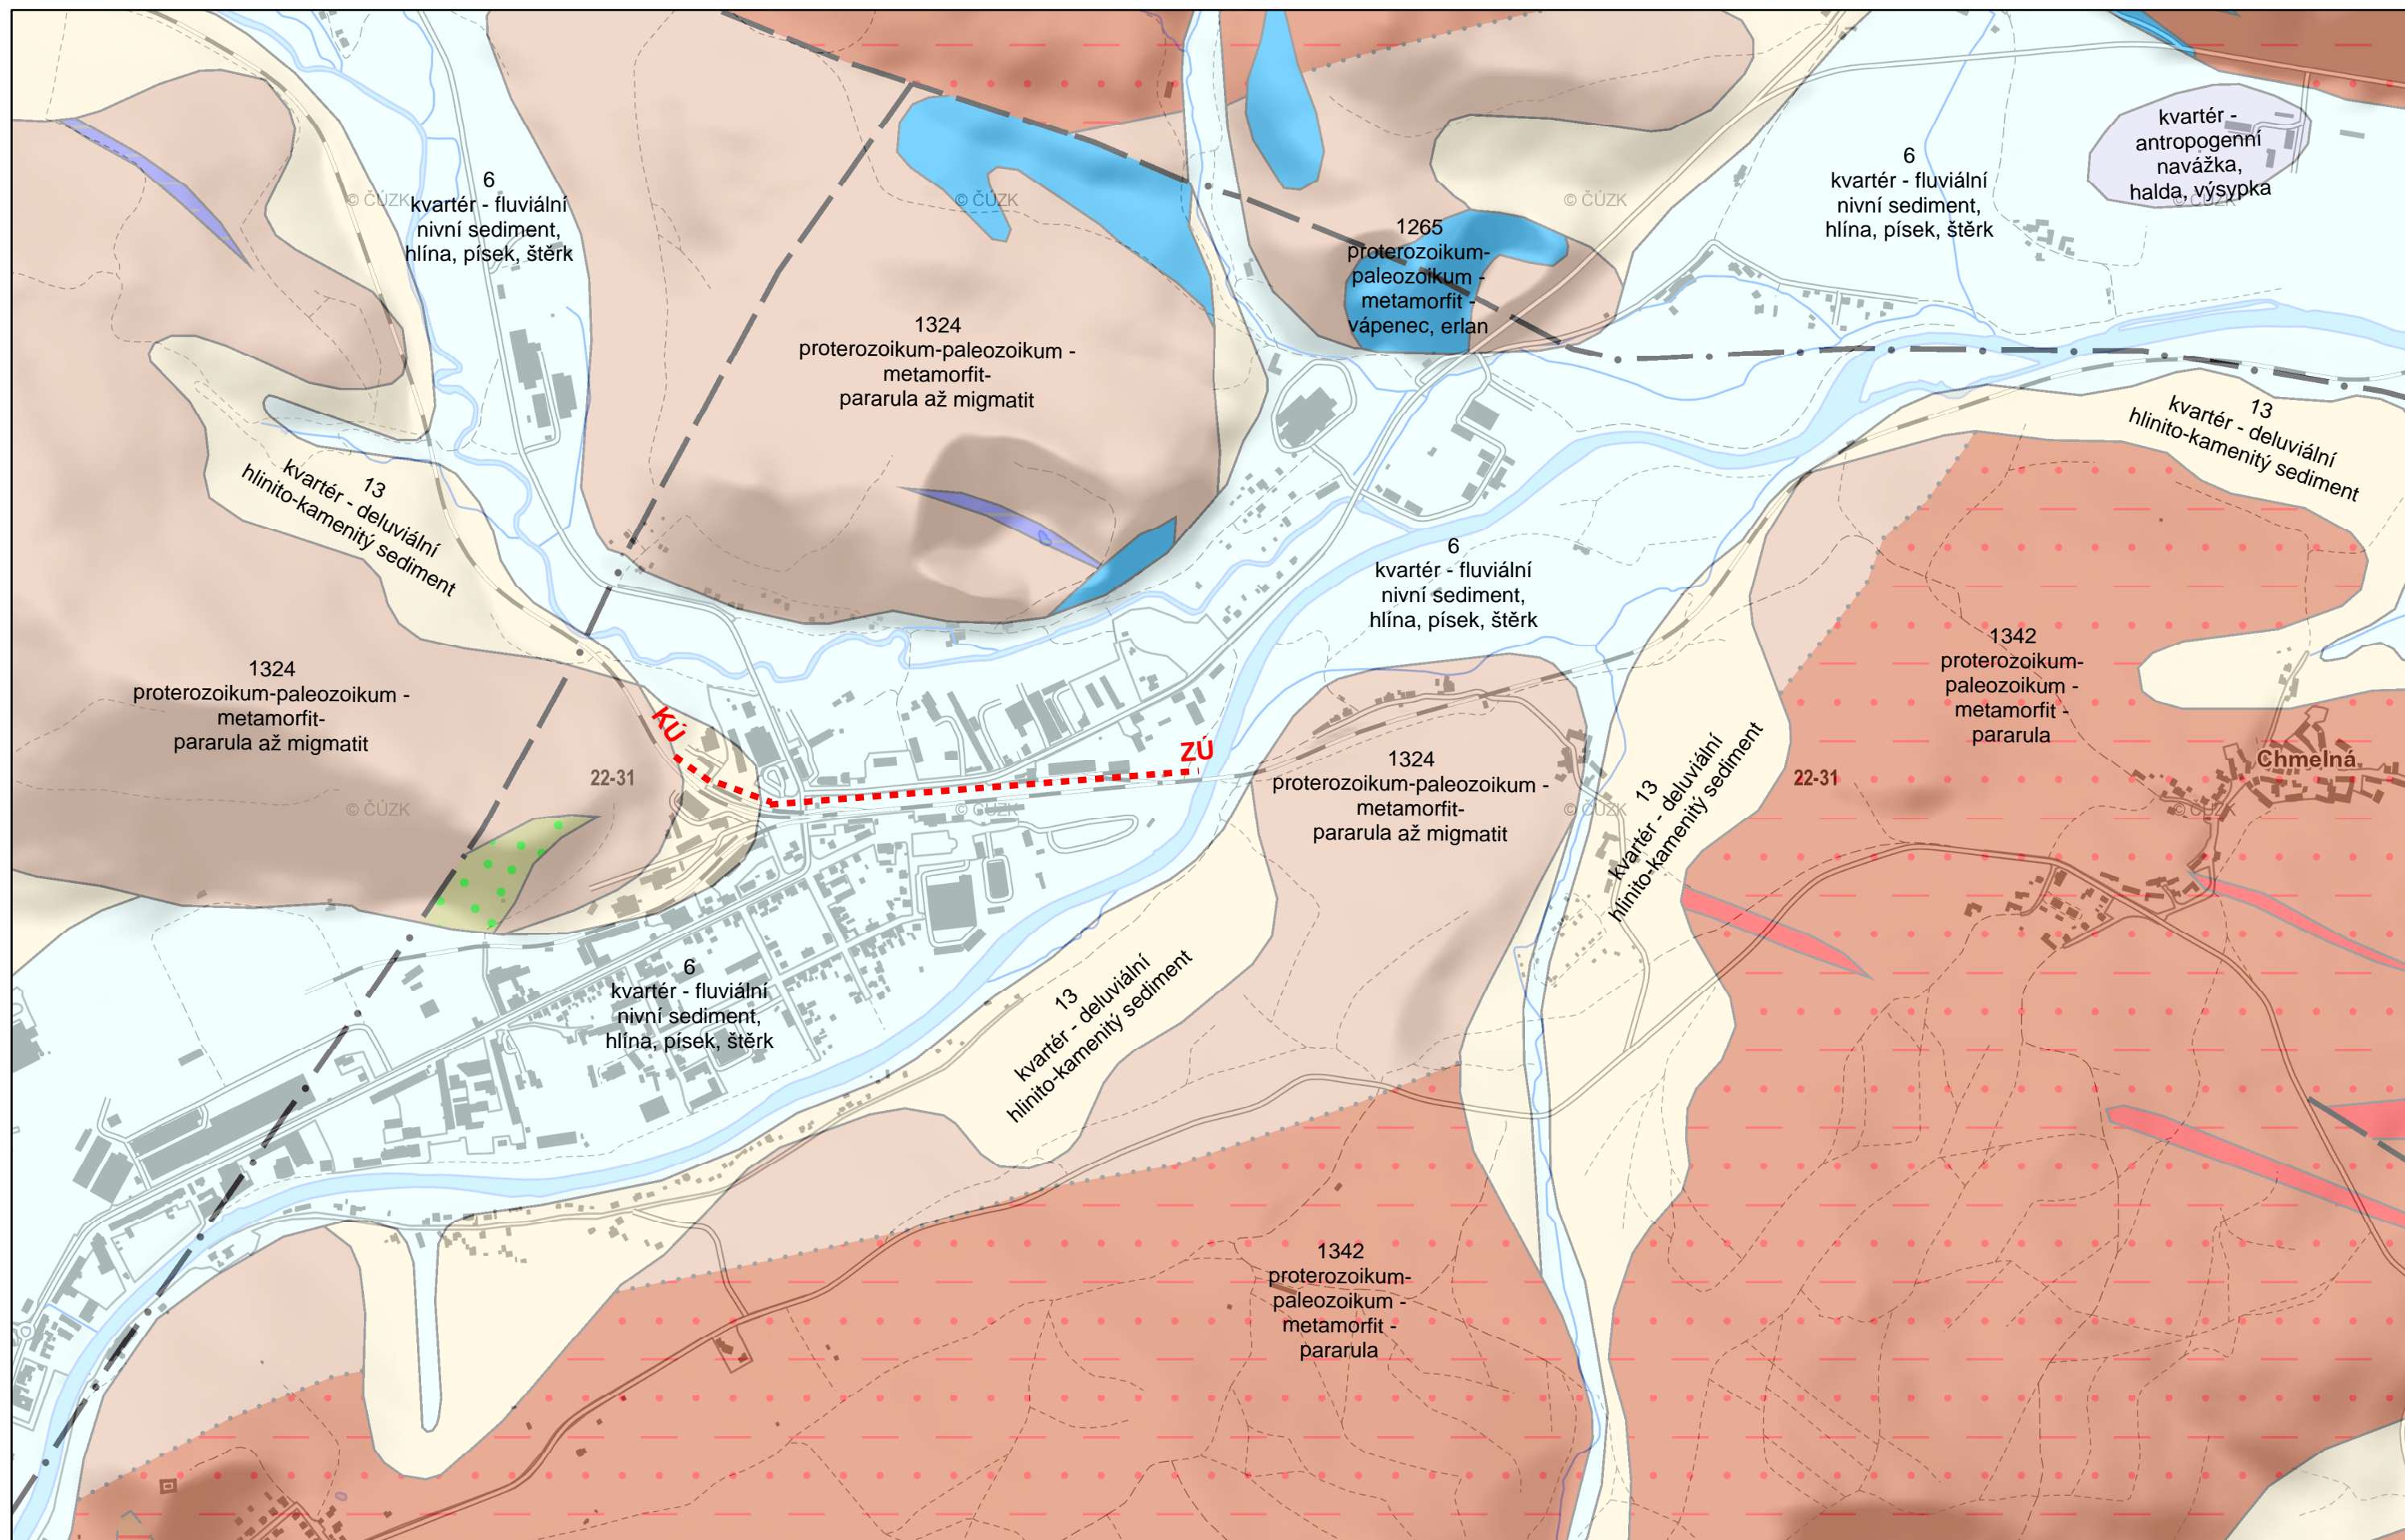 kvartér -
antropogenní
navážka,
halda, výsypka
© ČÚZK
6
kvartér - fluviální
nivní sediment,
hlína, písek, štěrk
© ČÚZK
© ČÚZK
© ČÚZK
6
kvartér - fluviální
nivní sediment,
hlína, písek, štěrk
1265
proterozoikum-
paleozoikum -
metamorfit -
vápenec, erlan
1324
proterozoikum-paleozoikum -
metamorfit-
pararula až migmatit
13
kvartér - deluviální
hlinito-kamenitý sediment
13
kvartér - deluviální
hlinito-kamenitý sediment
6
kvartér - fluviální
nivní sediment,
hlína, písek, štěrk
1324
proterozoikum-paleozoikum -
metamorfit-
pararula až migmatit
1342
proterozoikum-
paleozoikum -
metamorfit -
pararula
KÚ
ZÚ
22-31
1324
proterozoikum-paleozoikum -
metamorfit-
pararula až migmatit
13
kvartér - deluviální
hlinito-kamenitý sediment
22-31
Chmelná
© ČÚZK
© ČÚZK
© ČÚZK
© ČÚZK
6
kvartér - fluviální
nivní sediment,
hlína, písek, štěrk
13
kvartér - deluviální
hlinito-kamenitý sediment
1342
proterozoikum-
paleozoikum -
metamorfit -
pararula